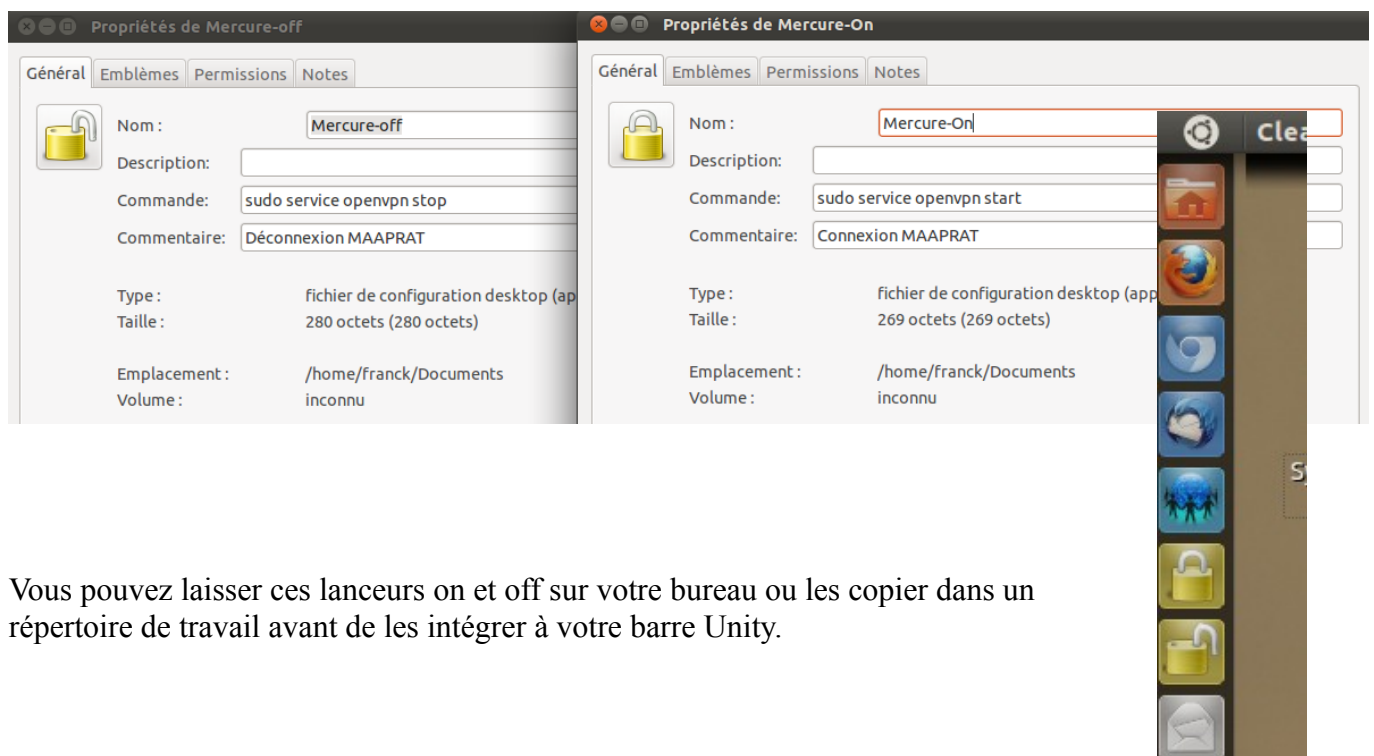 Propriétés de Mercure-off
Général Emblèmes Permissions Notes
Nom : Mercure-off
Description:
Commande: sudo service openvpn stop
Commentaire: Déconnexion MAAPRAT
Type : fichier de configuration desktop (ap
Taille : 280 octets (280 octets)
Emplacement : /home/franck/Documents
Volume : inconnu
Propriétés de Mercure-On
Général Emblèmes Permissions Notes
Nom : Mercure-On
Description:
Commande: sudo service openvpn start
Commentaire: Connexion MAAPRAT
Type : fichier de configuration desktop (app
Taille : 269 octets (269 octets)
Emplacement : /home/franck/Documents
Volume : inconnu
Clea
Sy
Vous pouvez laisser ces lanceurs on et off sur votre bureau ou les copier dans un
répertoire de travail avant de les intégrer à votre barre Unity.